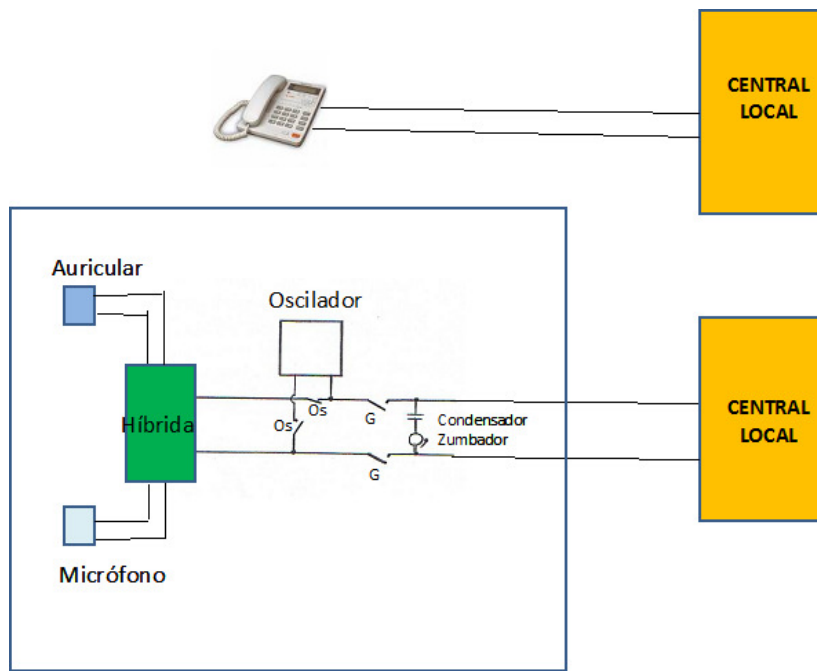 CENTRAL
LOCAL
Auricular
Oscilador
Os
Os
G
Condensador
Híbrida
Zumbador
G
CENTRAL
LOCAL
Micrófono